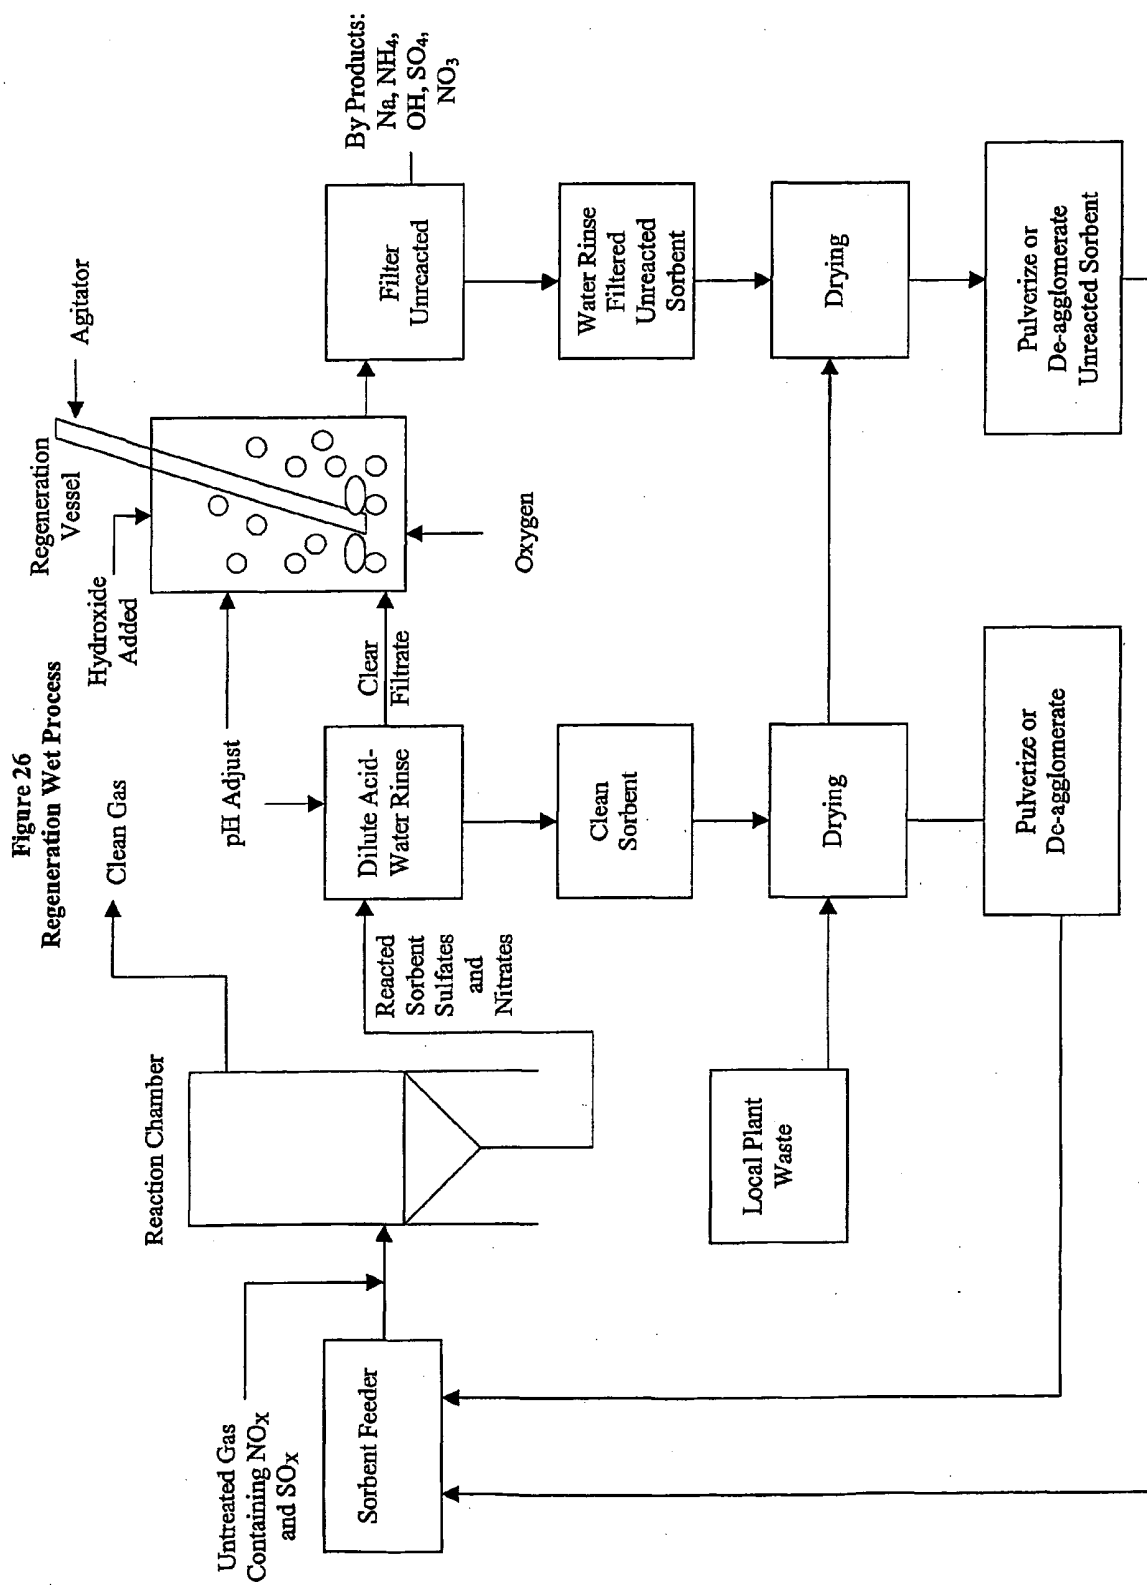 Figure 26
Regeneration Wet Process
Untreated Gas
Containing NOX
and SOX
Sorbent Feeder
Reaction Chamber
Clean Gas
Reacted
Sorbent
Sulfates
and
Nitrates
pH Adjust
Dilute Acid-
Water Rinse
Clear
Filtrate
Hydroxide
Added
Regeneration
Vessel
Agitator
Oxygen
Filter
Unreacted
By Products:
Na, NH4,
OH, SO4,
NO3
Clean
Sorbent
Water Rinse
Filtered
Unreacted
Sorbent
Local Plant
Waste
Drying
Drying
Pulverize or
De-agglomerate
Pulverize or
De-agglomerate
Unreacted Sorbent